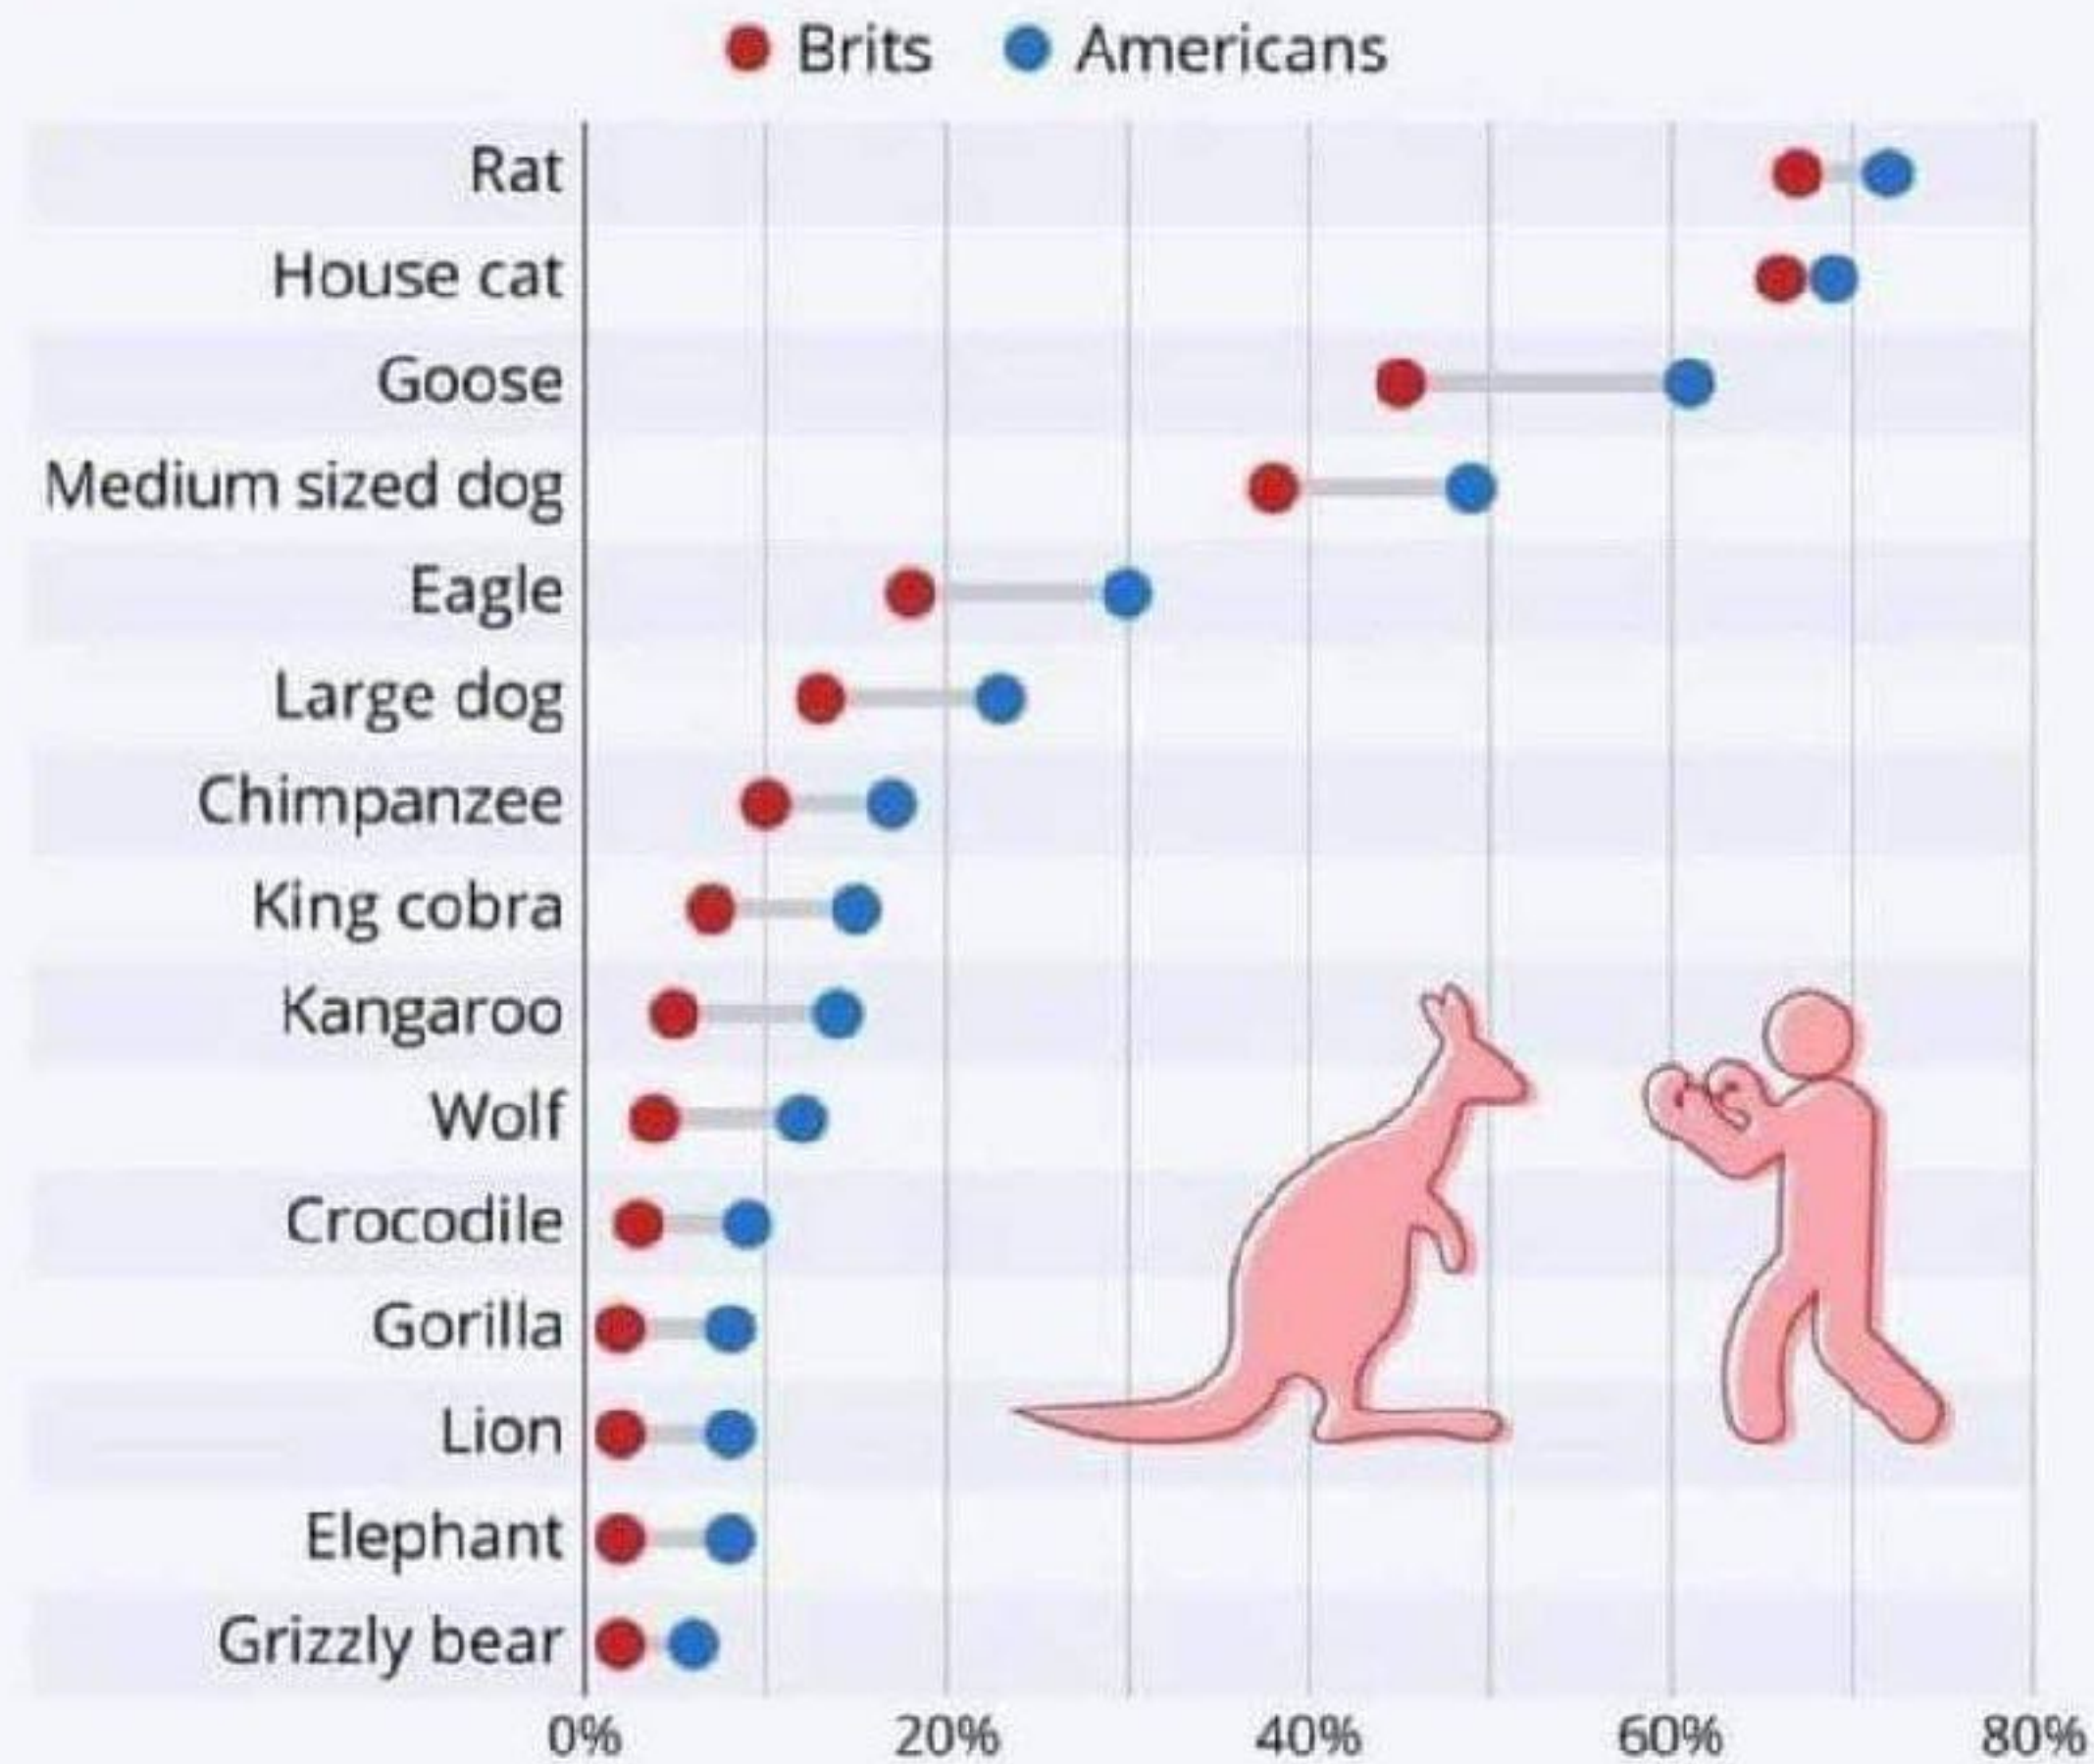 Brits Americans
Rat
House cat
Goose
Medium sized dog
Eagle
Large dog
Chimpanzee
King cobra
Kangaroo
Wolf
Crocodile
Gorilla
Lion
Elephant
Grizzly bear
0% 20% 40% 60% 80%